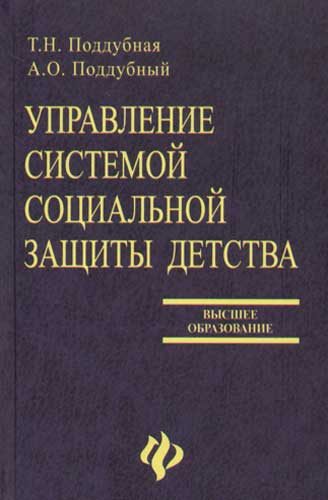 Т.Н. Поддубная
А.О. Поддубный
УПРАВЛЕНИЕ
СИСТЕМОЙ
СОЦИАЛЬНОЙ
ЗАЩИТЫ ДЕТСТВА
ВЫСШЕЕ
ОБРАЗОВАНИЕ